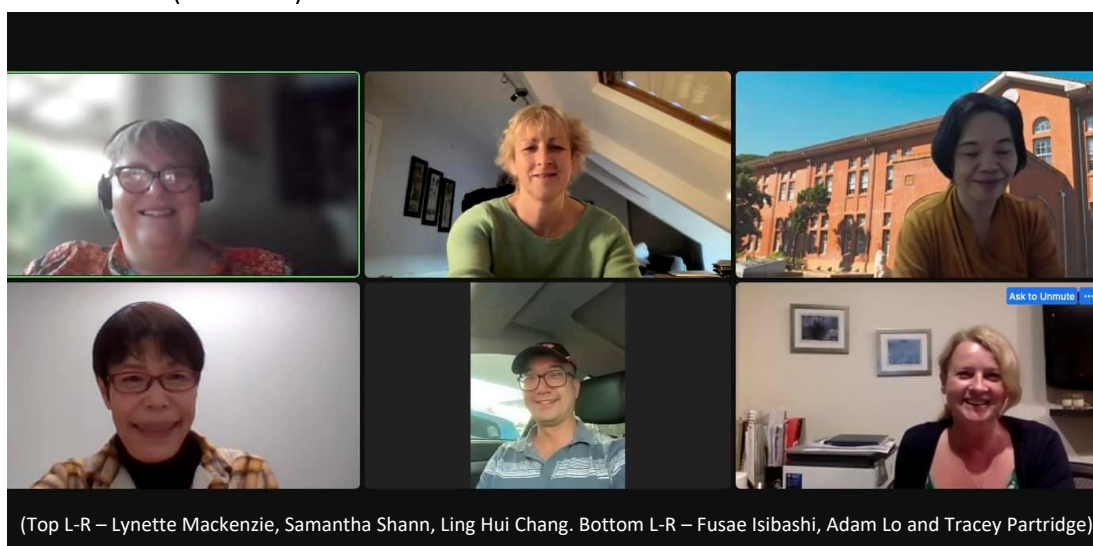 Ask to Unmute
(Top L-R – Lynette Mackenzie, Samantha Shann, Ling Hui Chang. Bottom L-R – Fusae Isibashi, Adam Lo and Tracey Partridge)